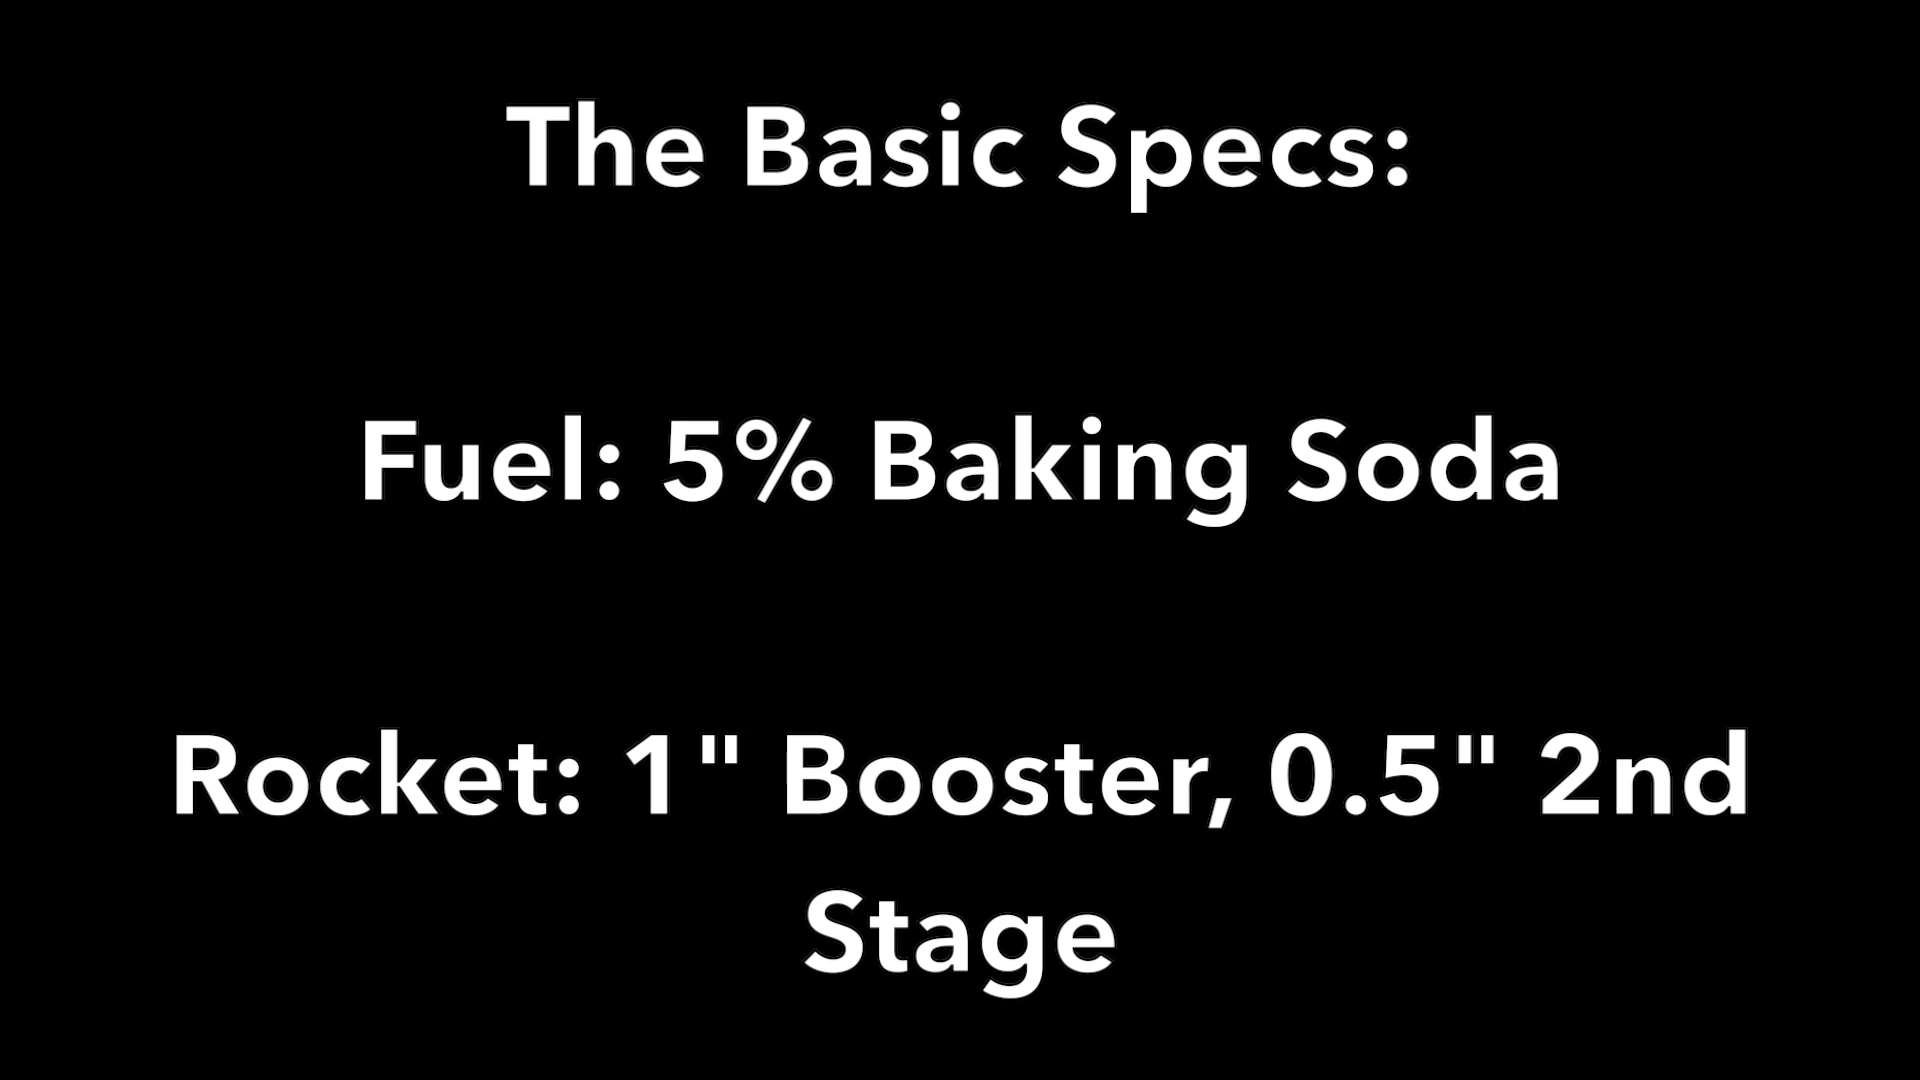 The Basic Specs:
Fuel: 5% Baking Soda
Rocket: 1" Booster, 0.5" 2nd
Stage